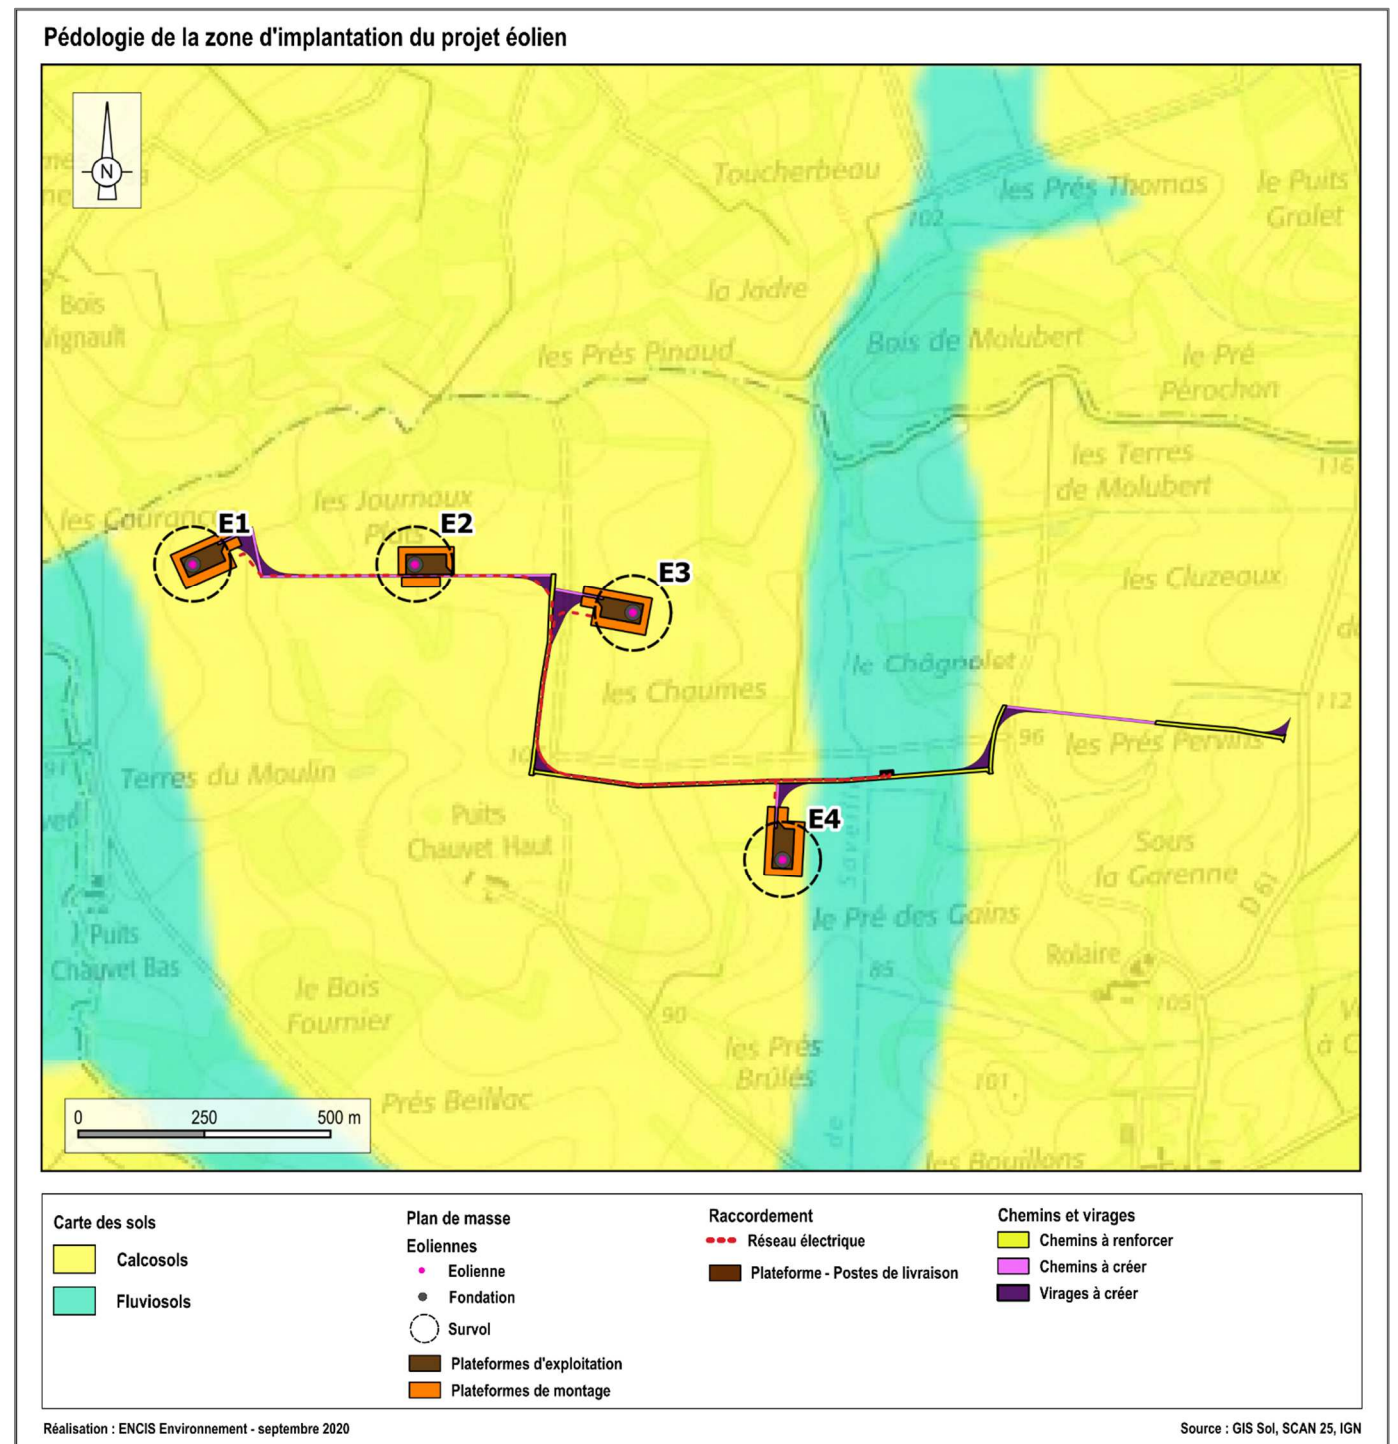 Pédologie de la zone d'implantation du projet éolien
N
Toucherbeau
les Prés Thomas
le Puits
Grolet
102
la Jadre
Bois
Vignault
les Prés Pinaud
Bois de Molubert
le Pré
Pérochon
les Terres
de Molubert
116
les Journaux
Plats
E1
E2
E3
les Cluzeaux
le Châgnolet
les Chaumes
112
96
les Prés Pervins
Terres du Moulin
91
Puits
Chauvet Haut
E4
Sous
la Garenne
D 61
le Pré des Gains
Puits
Chauvet Bas
Rolaire
85
105
le Bois
Fournier
90
les Prés
Brûlés
101
Prés Beillac
de
les Bouillons
0 250 500 m
Carte des sols
Calcosols
Fluviosols
Plan de masse
Eoliennes
Eolienne
Fondation
Survol
Plateformes d'exploitation
Plateformes de montage
Raccordement
Réseau électrique
Plateforme - Postes de livraison
Chemins et virages
Chemins à renforcer
Chemins à créer
Virages à créer
Réalisation : ENCIS Environnement - septembre 2020
Source : GIS Sol, SCAN 25, IGN